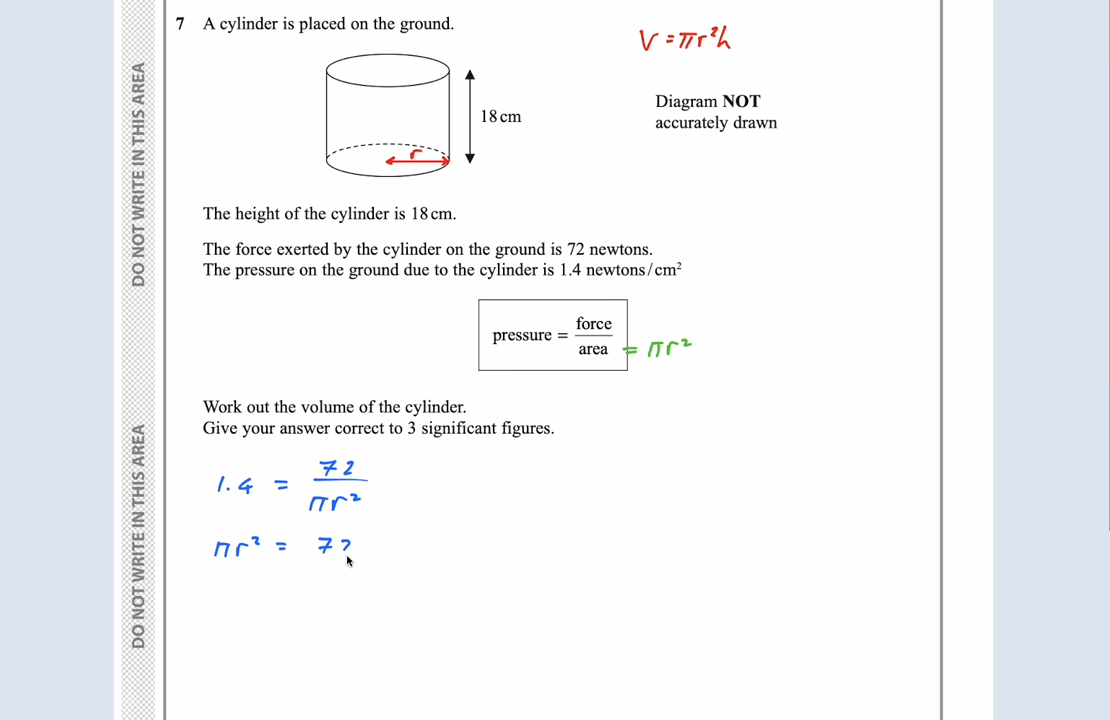 7 A cylinder is placed on the ground.
V = πr²h
18 cm
r
Diagram NOT
accurately drawn
The height of the cylinder is 18 cm.
The force exerted by the cylinder on the ground is 72 newtons.
The pressure on the ground due to the cylinder is 1.4 newtons/cm²
pressure = force / area = πr²
Work out the volume of the cylinder.
Give your answer correct to 3 significant figures.
1.4 = 72 / πr²
πr² = 72
DO NOT WRITE IN THIS AREA
DO NOT WRITE IN THIS AREA